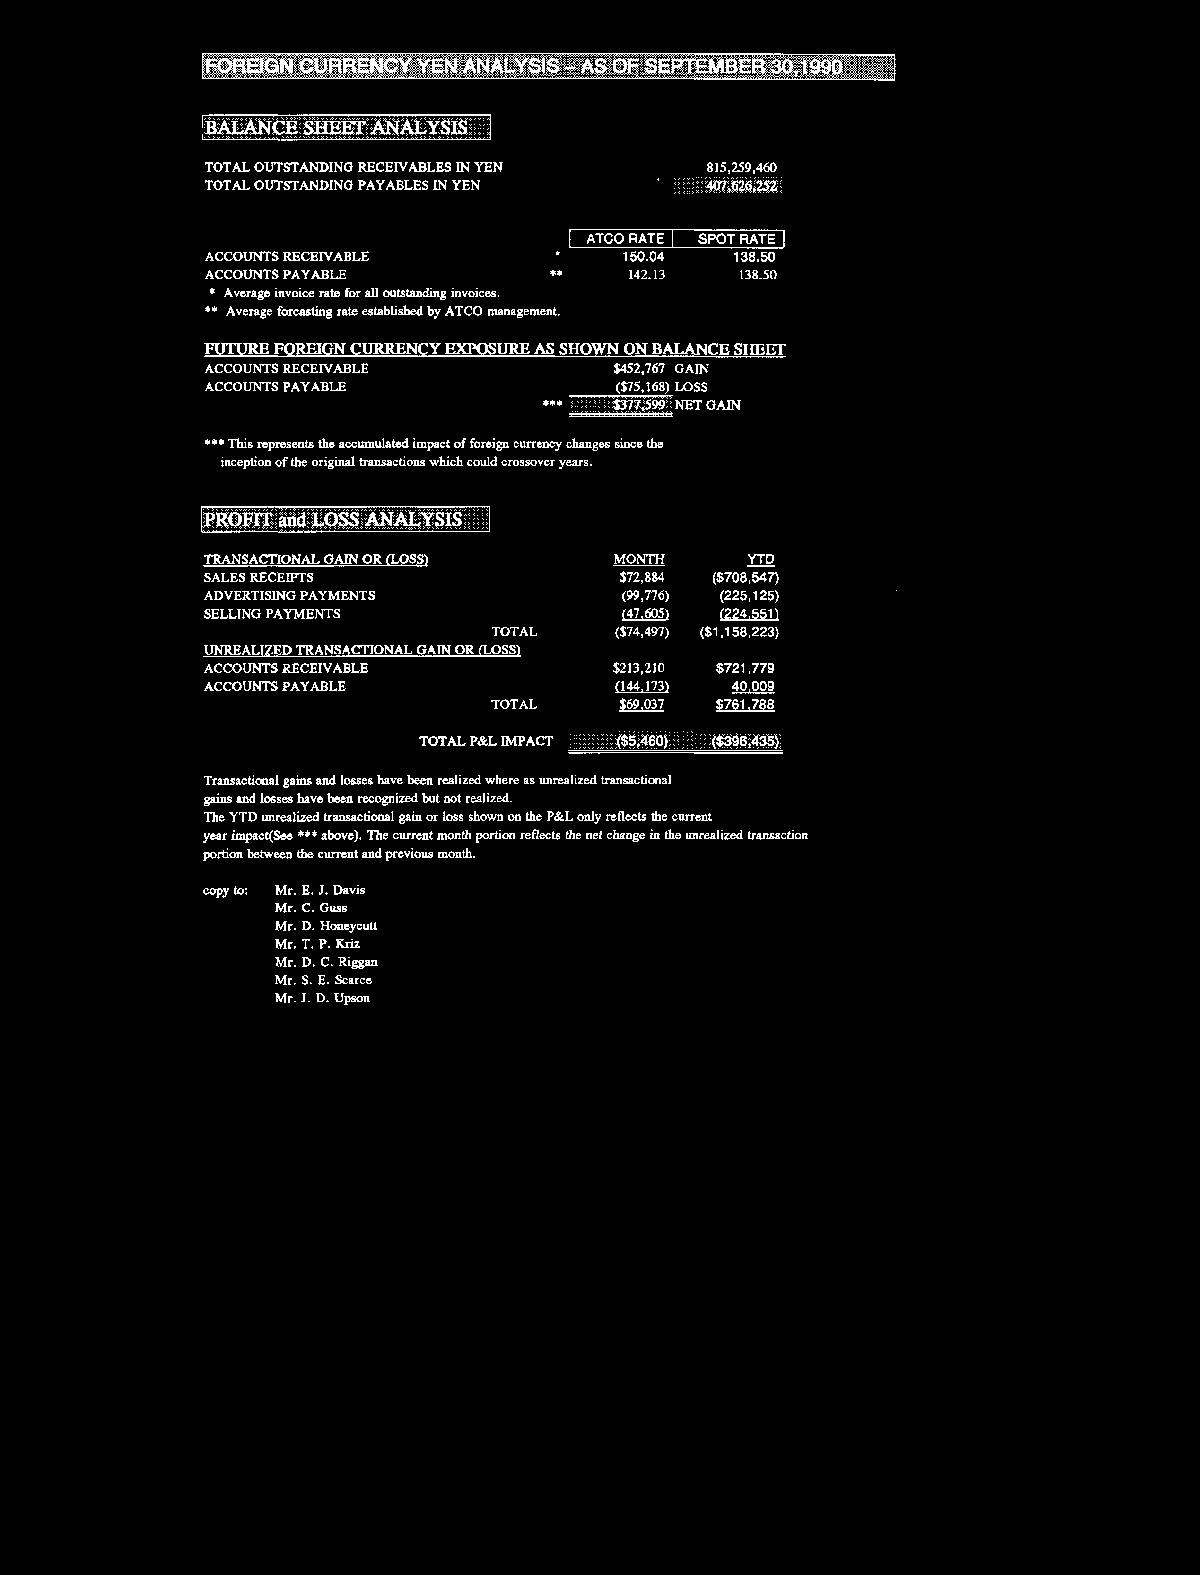 FOREIGN CURRENCY YEN ANALYSIS - AS OF SEPTEMBER 30,1990
BALANCE SHEET ANALYSIS
TOTAL OUTSTANDING RECEIVABLES IN YEN 815,259,460
TOTAL OUTSTANDING PAYABLES IN YEN 407,626,252
ATCO RATE SPOT RATE
ACCOUNTS RECEIVABLE * 150.04 138.50
ACCOUNTS PAYABLE ** 142.13 138.50
* Average invoice rate for all outstanding invoices.
** Average forcasting rate established by ATCO management.
FUTURE FOREIGN CURRENCY EXPOSURE AS SHOWN ON BALANCE SHEET
ACCOUNTS RECEIVABLE $452,767 GAIN
ACCOUNTS PAYABLE ($75,168) LOSS
*** $377,599 NET GAIN
*** This represents the accumulated impact of foreign currency changes since the
inception of the original transactions which could crossover years.
PROFIT and LOSS ANALYSIS
TRANSACTIONAL GAIN OR (LOSS) MONTH YTD
SALES RECEIPTS $72,884 ($708,547)
ADVERTISING PAYMENTS (99,776) (225,125)
SELLING PAYMENTS (47,605) (224,551)
TOTAL ($74,497) ($1,158,223)
UNREALIZED TRANSACTIONAL GAIN OR (LOSS)
ACCOUNTS RECEIVABLE $213,210 $721,779
ACCOUNTS PAYABLE (144,173) 40,009
TOTAL $69,037 $761,788
TOTAL P&L IMPACT ($5,460) ($396,435)
Transactional gains and losses have been realized where as unrealized transactional
gains and losses have been recognized but not realized.
The YTD unrealized transactional gain or loss shown on the P&L only reflects the current
year impact(See *** above). The current month portion reflects the net change in the unrealized transaction
portion between the current and previous month.
copy to: Mr. E. J. Davis
Mr. C. Guss
Mr. D. Honeycutt
Mr. T. P. Kriz
Mr. D. C. Riggan
Mr. S. E. Scarce
Mr. J. D. Upson